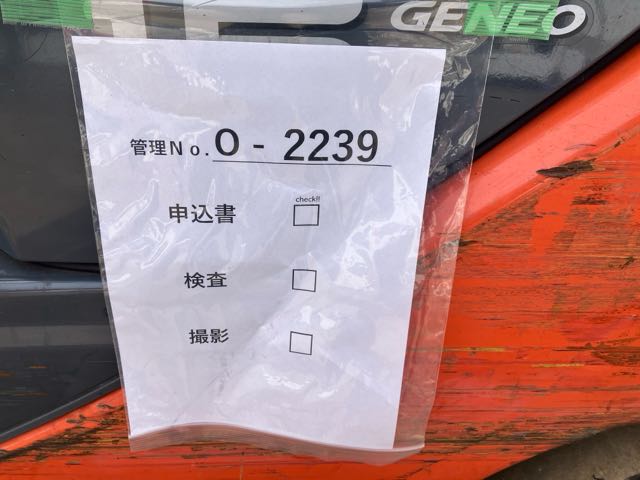 GENEO
管理No. O - 2239
check!!
申込書
検査
撮影